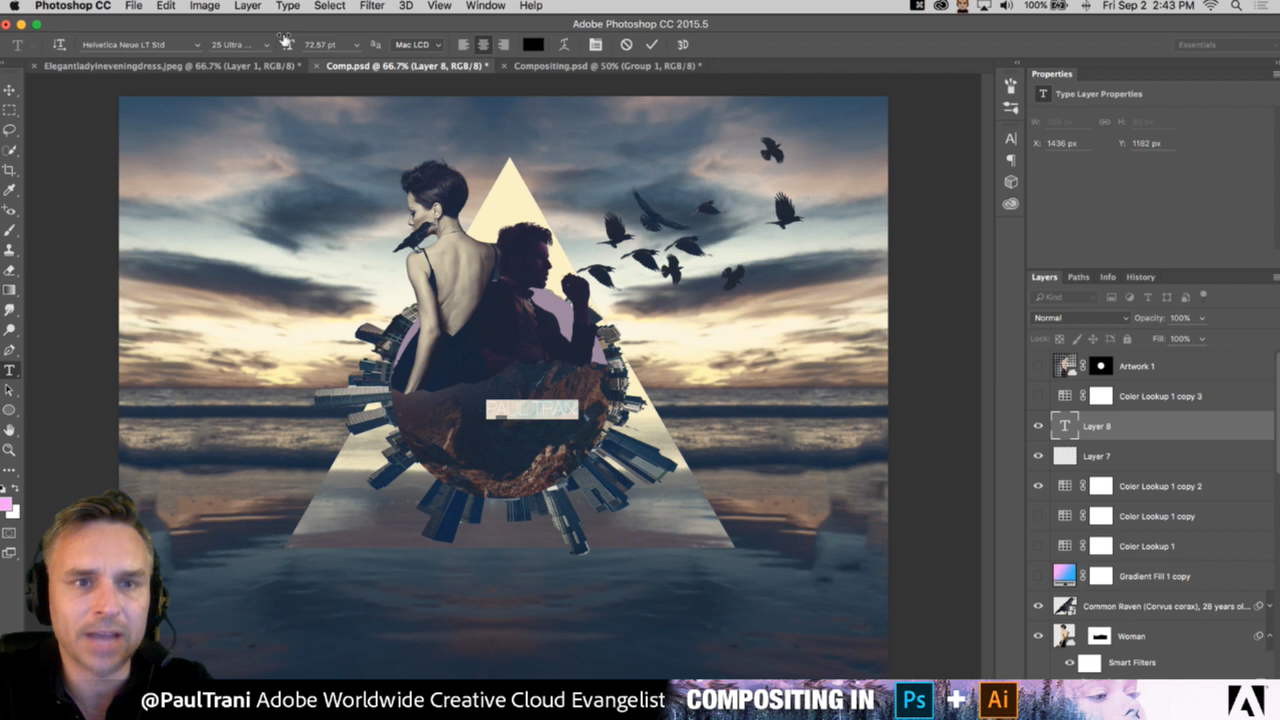 Photoshop CC File Edit Image Layer Type Select Filter 3D View Window Help 100% Fri Sep 2 2:43 PM
Adobe Photoshop CC 2015.5
T Helvetica Neue LT Std 25 Ultra ... 72.57 pt Mac LCD 3D Essentials
× Elegantladyineveningdress.jpeg @ 66.7% (Layer 1, RGB/8) * × Comp.psd @ 66.7% (Layer 8, RGB/8) * × Compositing.psd @ 50% (Group 1, RGB/8) *
Properties
T Type Layer Properties
W: H:
X: 1436 px Y: 1182 px
PAUL TRAX
Layers Paths Info History
Kind
Normal Opacity: 100%
Lock: Fill: 100%
Artwork 1
Color Lookup 1 copy 3
T Layer 8
Layer 7
Color Lookup 1 copy 2
Color Lookup 1 copy
Color Lookup 1
Gradient Fill 1 copy
Common Raven (Corvus corax), 28 years ol...
Woman
Smart Filters
@PaulTrani Adobe Worldwide Creative Cloud Evangelist COMPOSITING IN Ps + Ai